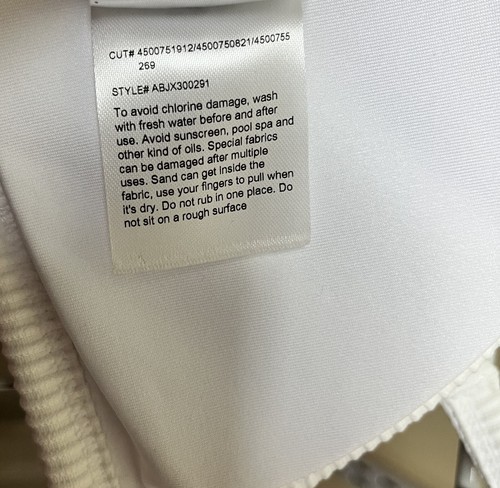 CUT# 4500751912/4500750821/4500755
269
STYLE# ABJX300291
To avoid chlorine damage, wash
with fresh water before and after
use. Avoid sunscreen, pool spa and
other kind of oils. Special fabrics
can be damaged after multiple
uses. Sand can get inside the
fabric, use your fingers to pull when
it's dry. Do not rub in one place. Do
not sit on a rough surface